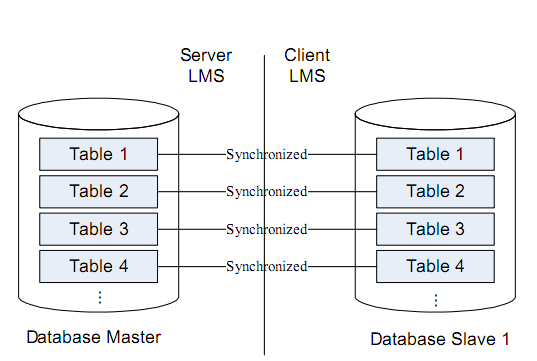 Server
LMS
Client
LMS
Table 1
Synchronized
Table 1
Table 2
Synchronized
Table 2
Table 3
Synchronized
Table 3
Table 4
Synchronized
Table 4
⋮
⋮
Database Master
Database Slave 1